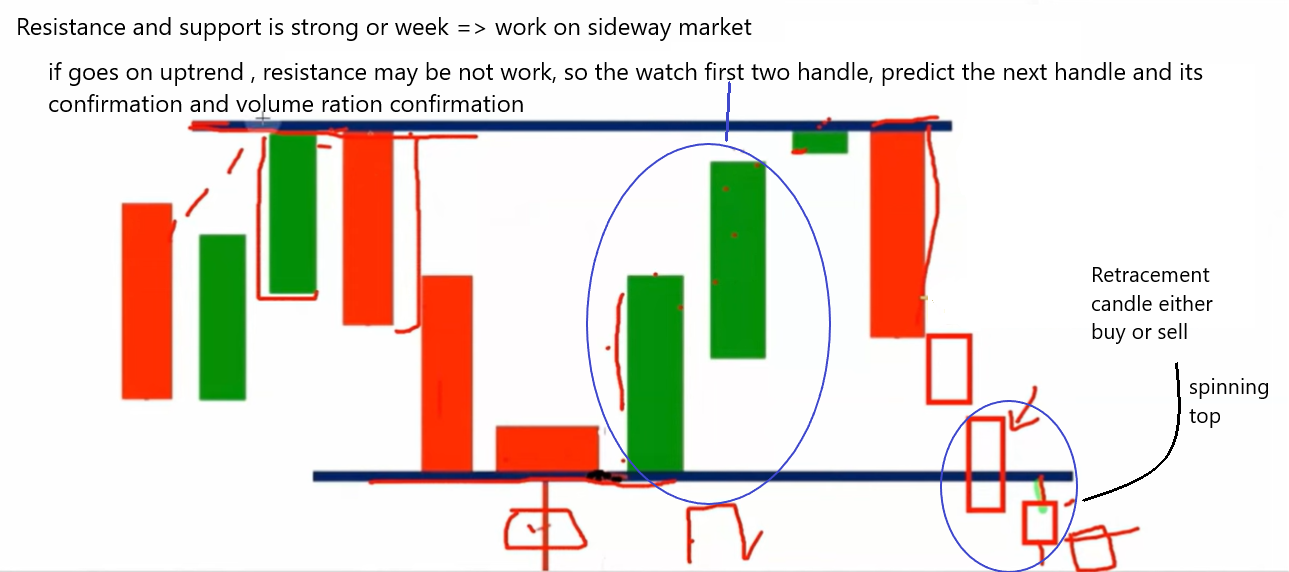 Resistance and support is strong or week => work on sideway market
if goes on uptrend , resistance may be not work, so the watch first two handle, predict the next handle and its
confirmation and volume ration confirmation
Retracement
candle either
buy or sell
spinning
top